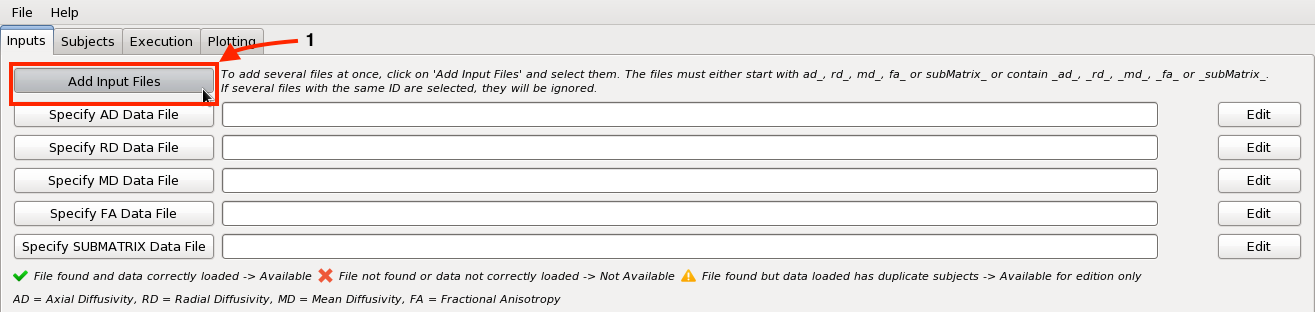 File Help
Inputs Subjects Execution Plotting 1
Add Input Files
To add several files at once, click on 'Add Input Files' and select them. The files must either start with ad_, rd_, md_, fa_ or subMatrix_ or contain _ad_, _rd_, _md_, _fa_ or _subMatrix_.
If several files with the same ID are selected, they will be ignored.
Specify AD Data File Edit
Specify RD Data File Edit
Specify MD Data File Edit
Specify FA Data File Edit
Specify SUBMATRIX Data File Edit
File found and data correctly loaded -> Available File not found or data not correctly loaded -> Not Available File found but data loaded has duplicate subjects -> Available for edition only
AD = Axial Diffusivity, RD = Radial Diffusivity, MD = Mean Diffusivity, FA = Fractional Anisotropy